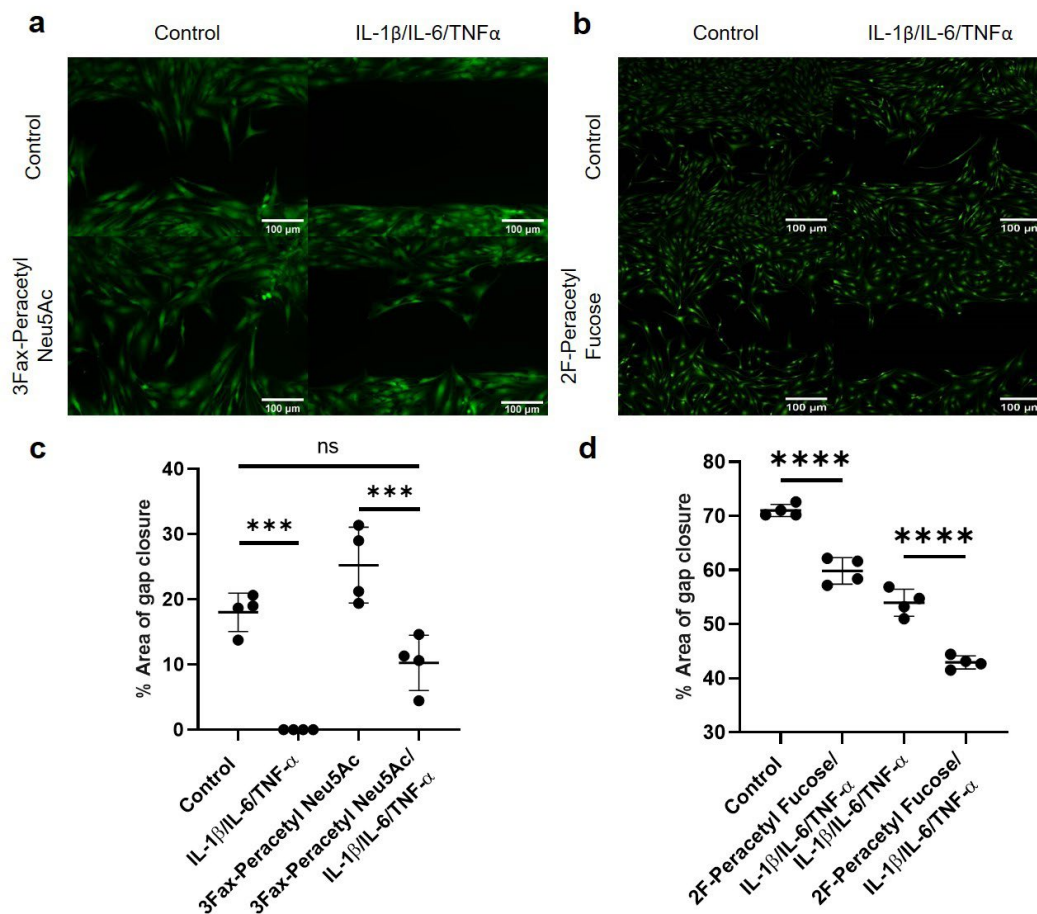 a
Control
IL-1β/IL-6/TNFα
Control
3Fax-Peracetyl
Neu5Ac
100 µm
100 µm
100 µm
100 µm
b
Control
IL-1β/IL-6/TNFα
Control
2F-Peracetyl
Fucose
100 µm
100 µm
100 µm
100 µm
c
ns
***
***
% Area of gap closure
40
30
20
10
0
Control
IL-1β/IL-6/TNF-α
3Fax-Peracetyl Neu5Ac
3Fax-Peracetyl Neu5Ac/
IL-1β/IL-6/TNF-α
d
****
****
% Area of gap closure
80
70
60
50
40
30
Control
2F-Peracetyl Fucose/
IL-1β/IL-6/TNF-α
IL-1β/IL-6/TNF-α
2F-Peracetyl Fucose/
IL-1β/IL-6/TNF-α